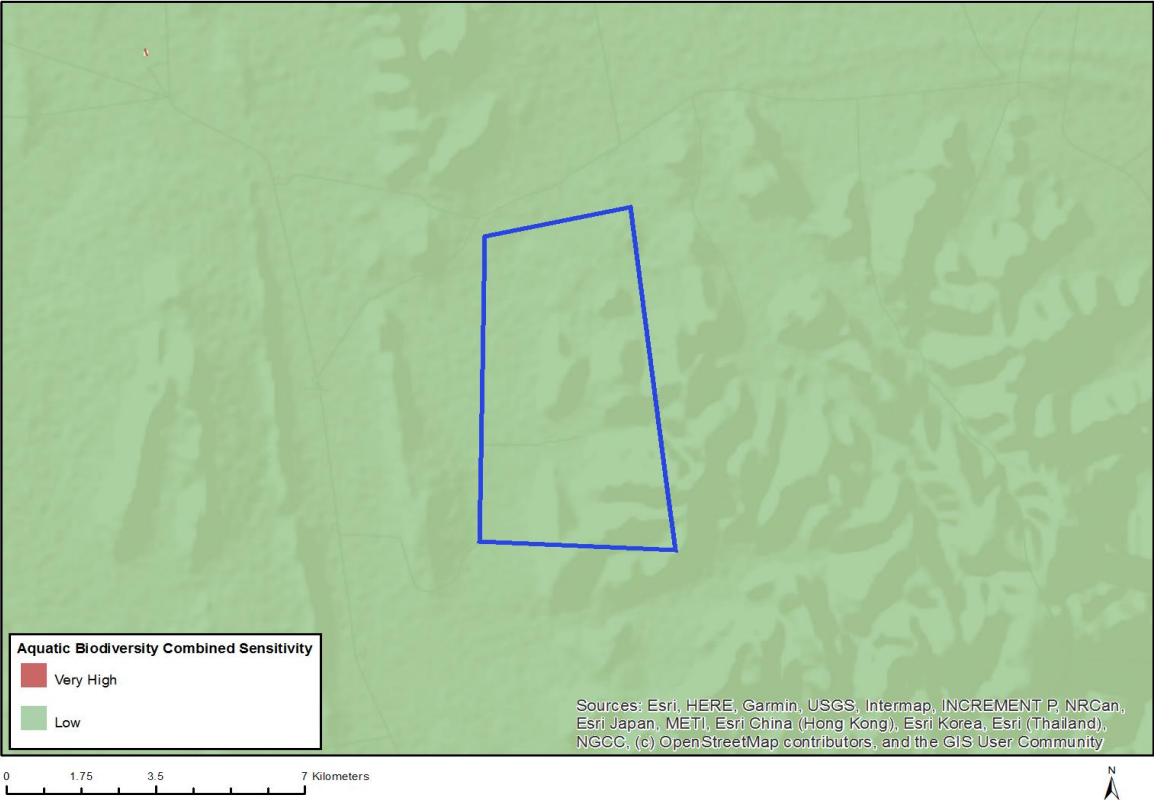 Aquatic Biodiversity Combined Sensitivity
Very High
Low
Sources: Esri, HERE, Garmin, USGS, Intermap, INCREMENT P, NRCan,
Esri Japan, METI, Esri China (Hong Kong), Esri Korea, Esri (Thailand),
NGCC, (c) OpenStreetMap contributors, and the GIS User Community
0 1.75 3.5 7 Kilometers
N